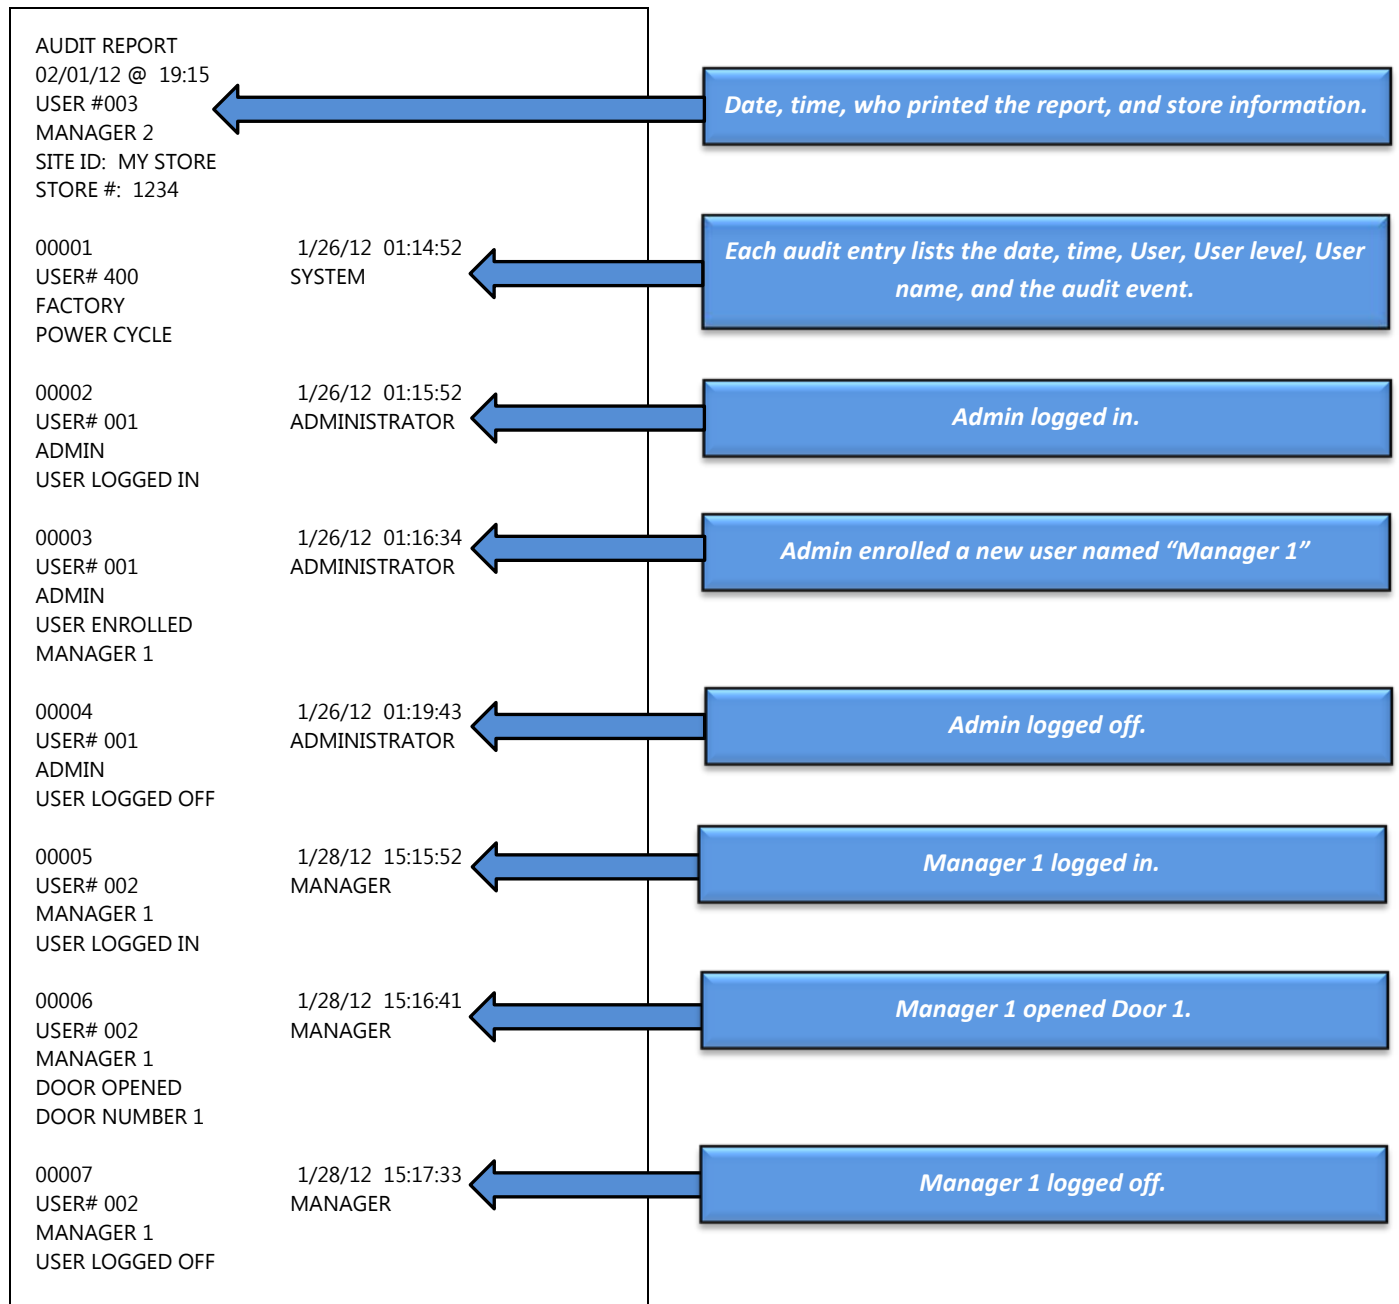 AUDIT REPORT
02/01/12 @  19:15
USER #003
MANAGER 2
SITE ID:  MY STORE
STORE #:  1234
Date, time, who printed the report, and store information.
00001 1/26/12  01:14:52
USER# 400 SYSTEM
FACTORY
POWER CYCLE
Each audit entry lists the date, time, User, User level, User
name, and the audit event.
00002 1/26/12  01:15:52
USER# 001 ADMINISTRATOR
ADMIN
USER LOGGED IN
Admin logged in.
00003 1/26/12  01:16:34
USER# 001 ADMINISTRATOR
ADMIN
USER ENROLLED
MANAGER 1
Admin enrolled a new user named “Manager 1”
00004 1/26/12  01:19:43
USER# 001 ADMINISTRATOR
ADMIN
USER LOGGED OFF
Admin logged off.
00005 1/28/12  15:15:52
USER# 002 MANAGER
MANAGER 1
USER LOGGED IN
Manager 1 logged in.
00006 1/28/12  15:16:41
USER# 002 MANAGER
MANAGER 1
DOOR OPENED
DOOR NUMBER 1
Manager 1 opened Door 1.
00007 1/28/12  15:17:33
USER# 002 MANAGER
MANAGER 1
USER LOGGED OFF
Manager 1 logged off.